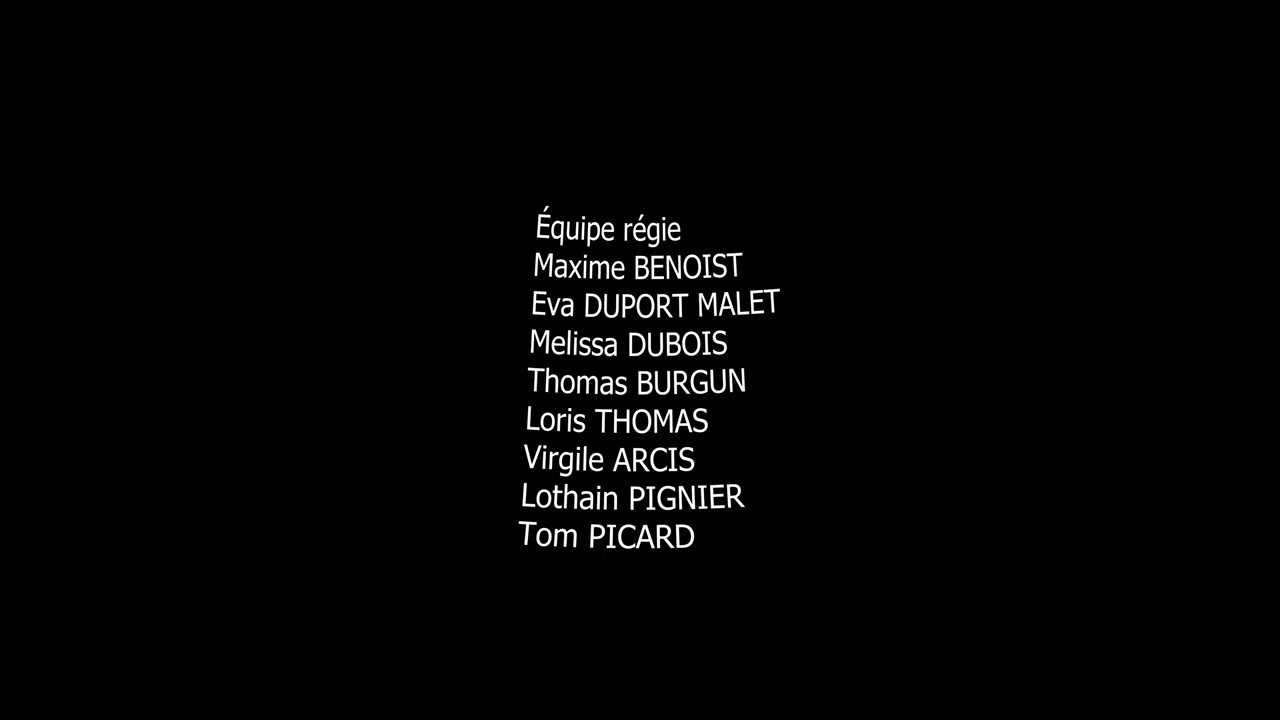 Équipe régie
Maxime BENOIST
Eva DUPORT MALET
Melissa DUBOIS
Thomas BURGUN
Loris THOMAS
Virgile ARCIS
Lothain PIGNIER
Tom PICARD